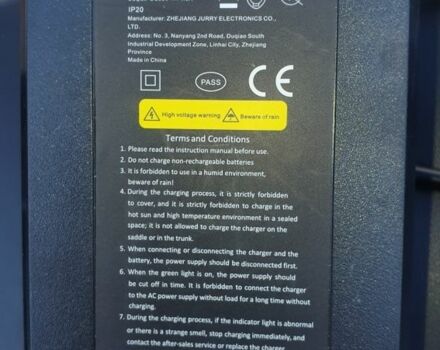 IP20
Manufacturer: ZHEJIANG JURRY ELECTRONICS CO.,
LTD.
Address: No. 3, Nanyang 2nd Road, Duqiao South
Industrial Development Zone, Linhai City, Zhejiang
Province
Made in China
PASS
CE
High voltage warning
Beware of rain
Terms and Conditions
1. Please read the instruction manual before use.
2. Do not charge non-rechargeable batteries
3. It is forbidden to use in a humid environment,
beware of rain!
4. During the charging process, it is strictly forbidden
to cover, and it is strictly forbidden to charge in the
hot sun and high temperature environment in a sealed
space; it is not allowed to charge the charger on the
saddle or in the trunk.
5. When connecting or disconnecting the charger and the
battery, the power supply should be disconnected first.
6. When the green light is on, the power supply should
be cut off in time. It is forbidden to connect the charger
to the AC power supply without load for a long time without
charging.
7. During the charging process, if the indicator light is abnormal
or there is a strange smell, stop charging immediately, and
contact the after-sales service or replace the charger